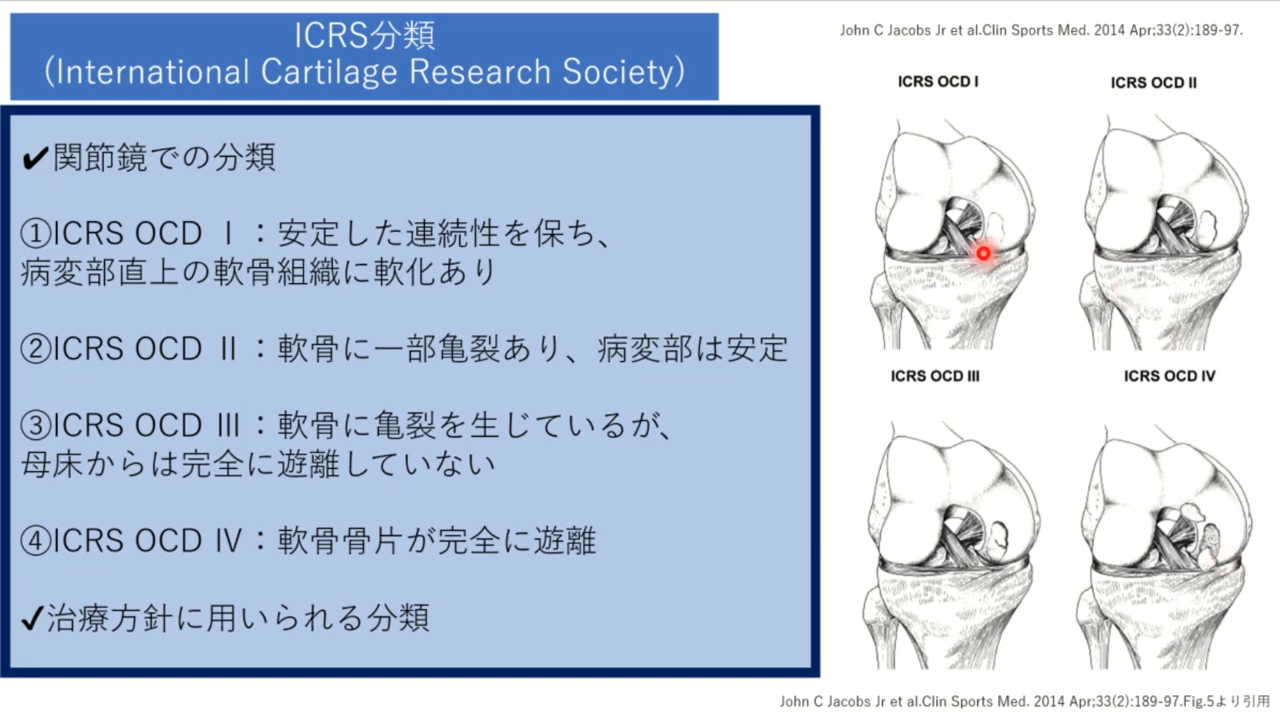 ICRS分類
(International Cartilage Research Society)
John C Jacobs Jr et al.Clin Sports Med. 2014 Apr;33(2):189-97.
✔関節鏡での分類
①ICRS OCD Ⅰ：安定した連続性を保ち、
病変部直上の軟骨組織に軟化あり
②ICRS OCD Ⅱ：軟骨に一部亀裂あり、病変部は安定
③ICRS OCD Ⅲ：軟骨に亀裂を生じているが、
母床からは完全に遊離していない
④ICRS OCD Ⅳ：軟骨骨片が完全に遊離
✔治療方針に用いられる分類
ICRS OCD I
ICRS OCD II
ICRS OCD III
ICRS OCD IV
John C Jacobs Jr et al.Clin Sports Med. 2014 Apr;33(2):189-97.Fig.5より引用